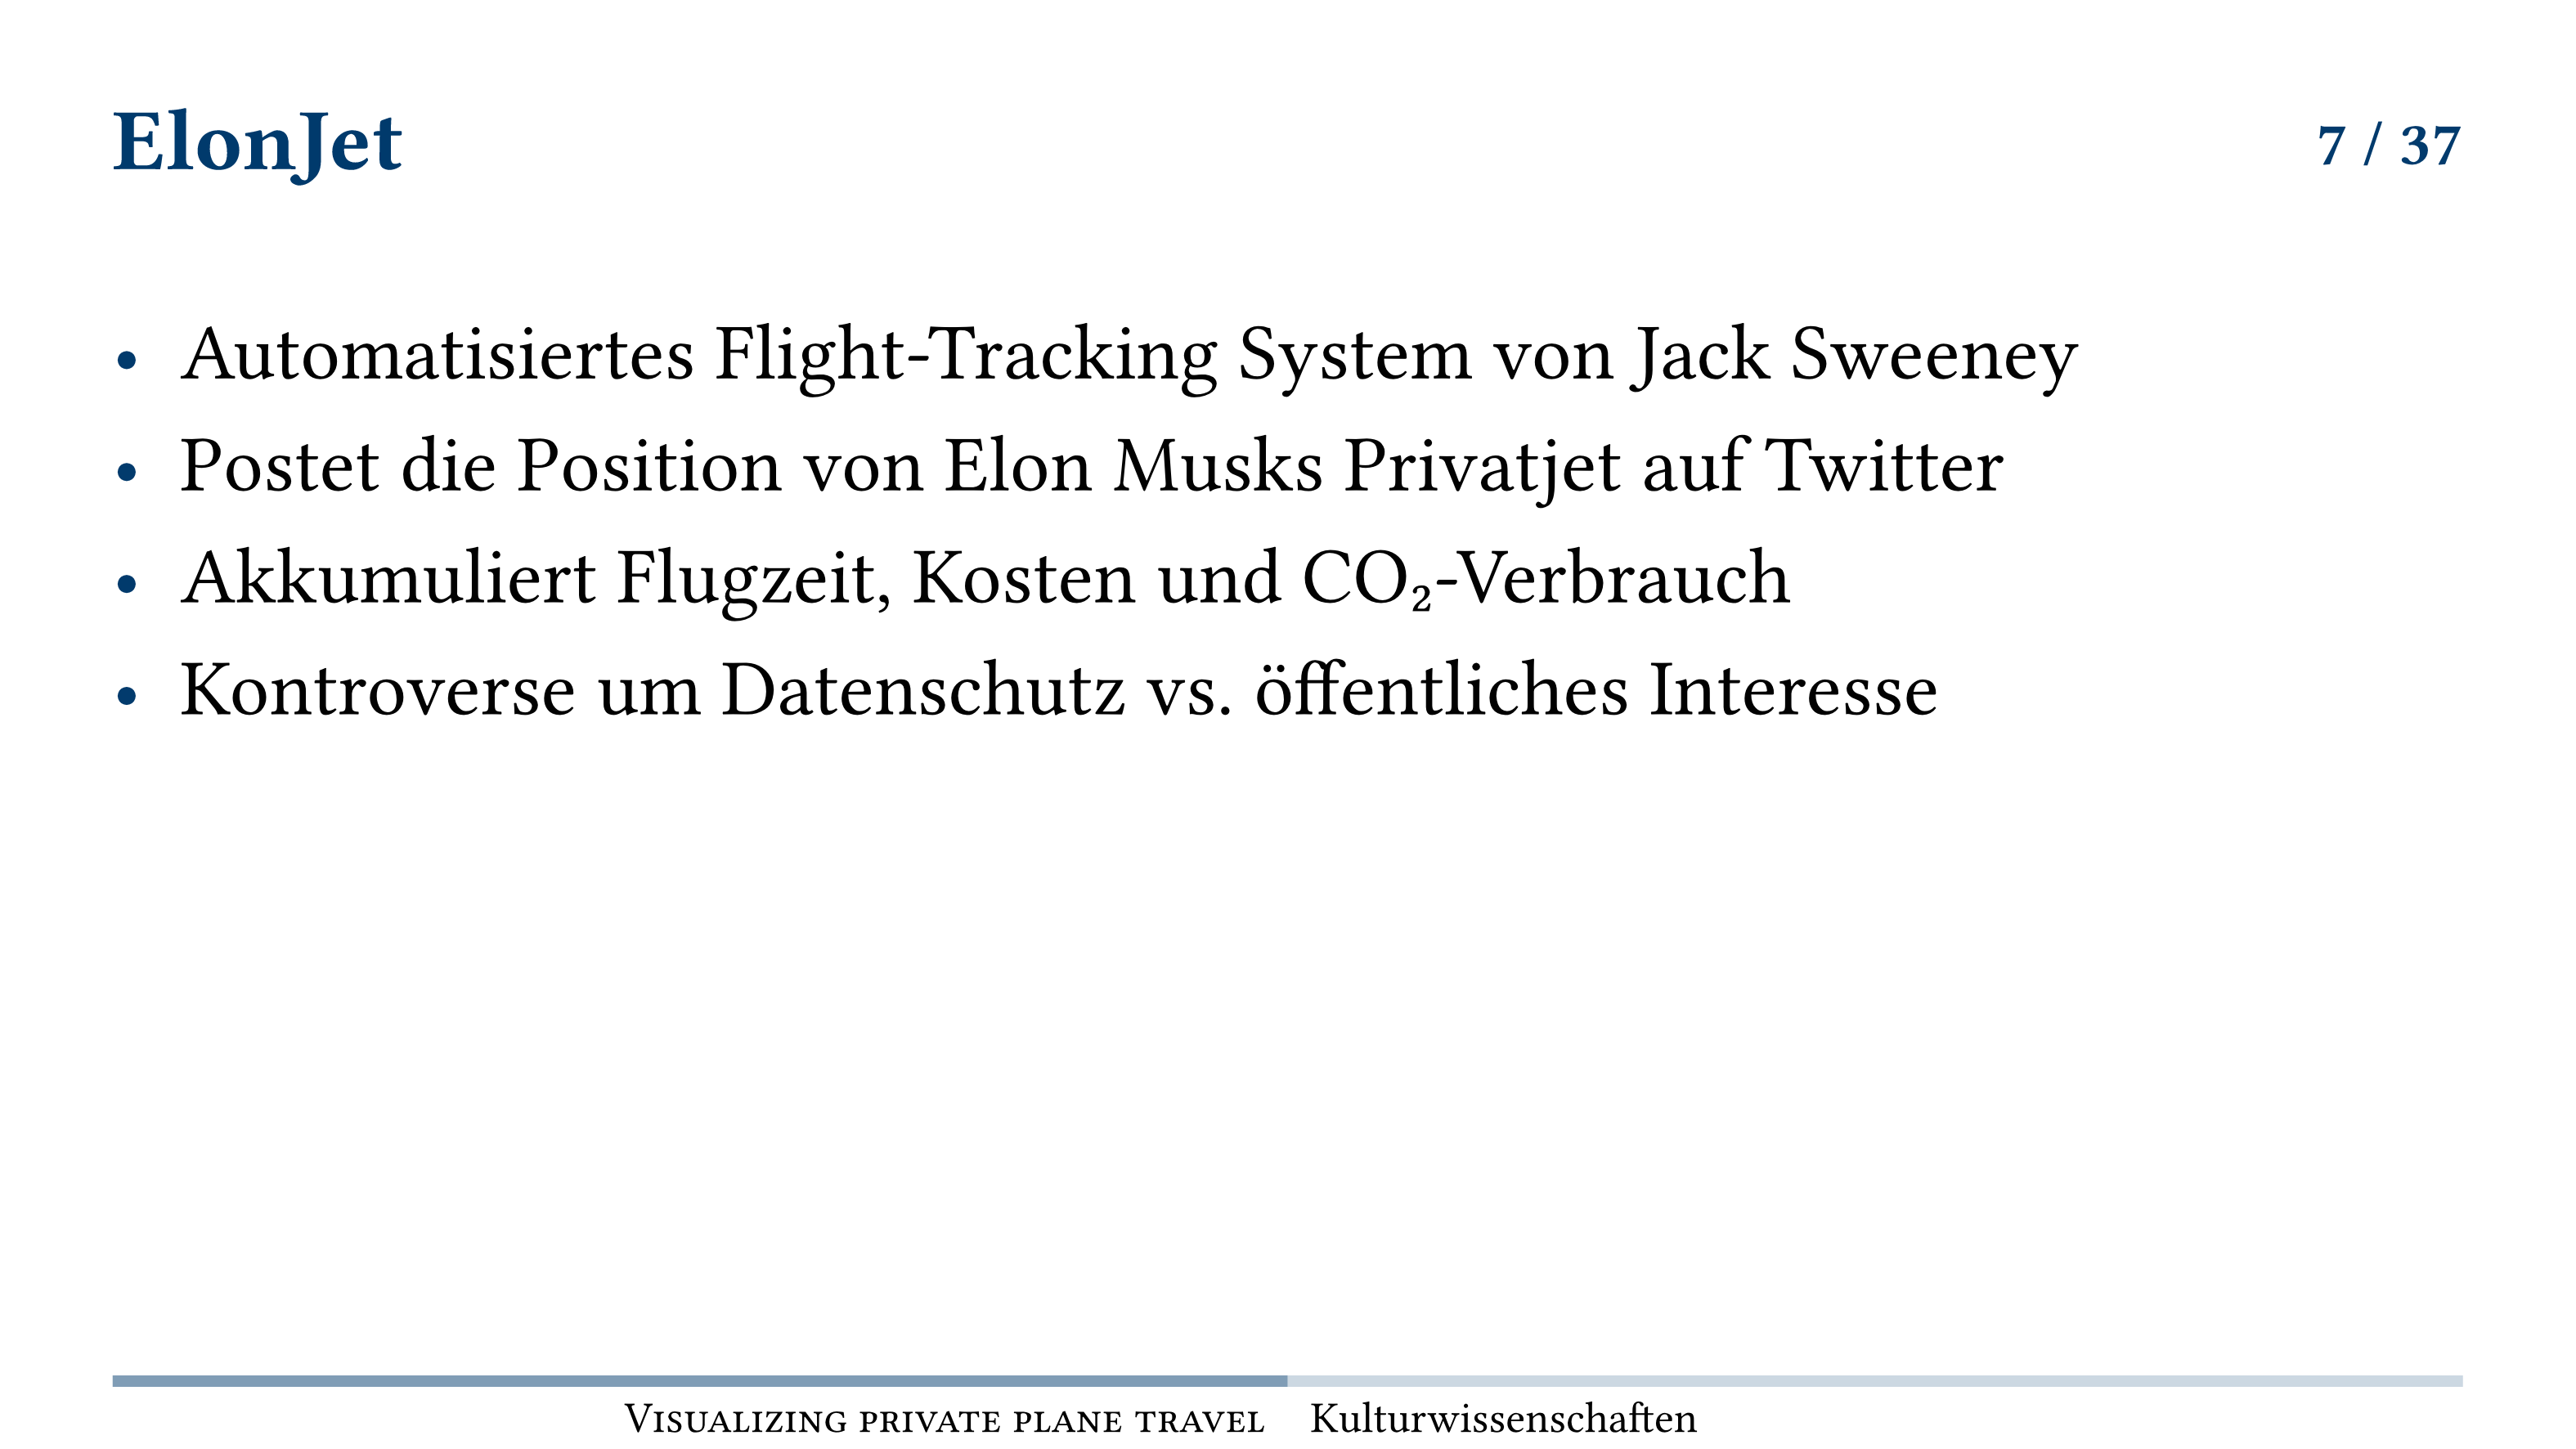 ElonJet
7 / 37
• Automatisiertes Flight-Tracking System von Jack Sweeney
• Postet die Position von Elon Musks Privatjet auf Twitter
• Akkumuliert Flugzeit, Kosten und CO₂-Verbrauch
• Kontroverse um Datenschutz vs. öffentliches Interesse
Visualizing private plane travel
Kulturwissenschaften